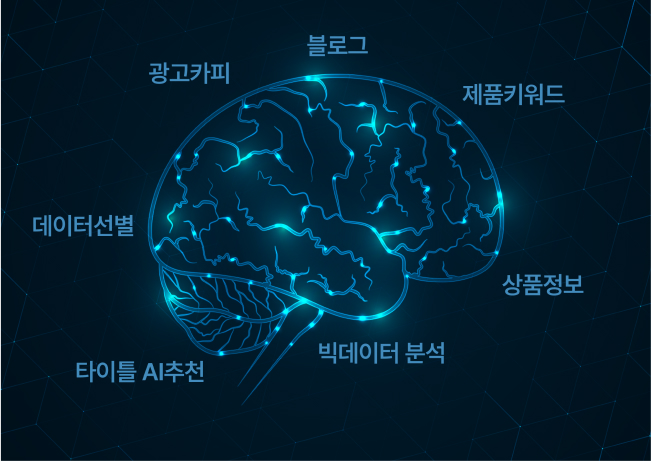 블로그
광고카피
제품키워드
데이터선별
상품정보
빅데이터 분석
타이틀 AI추천